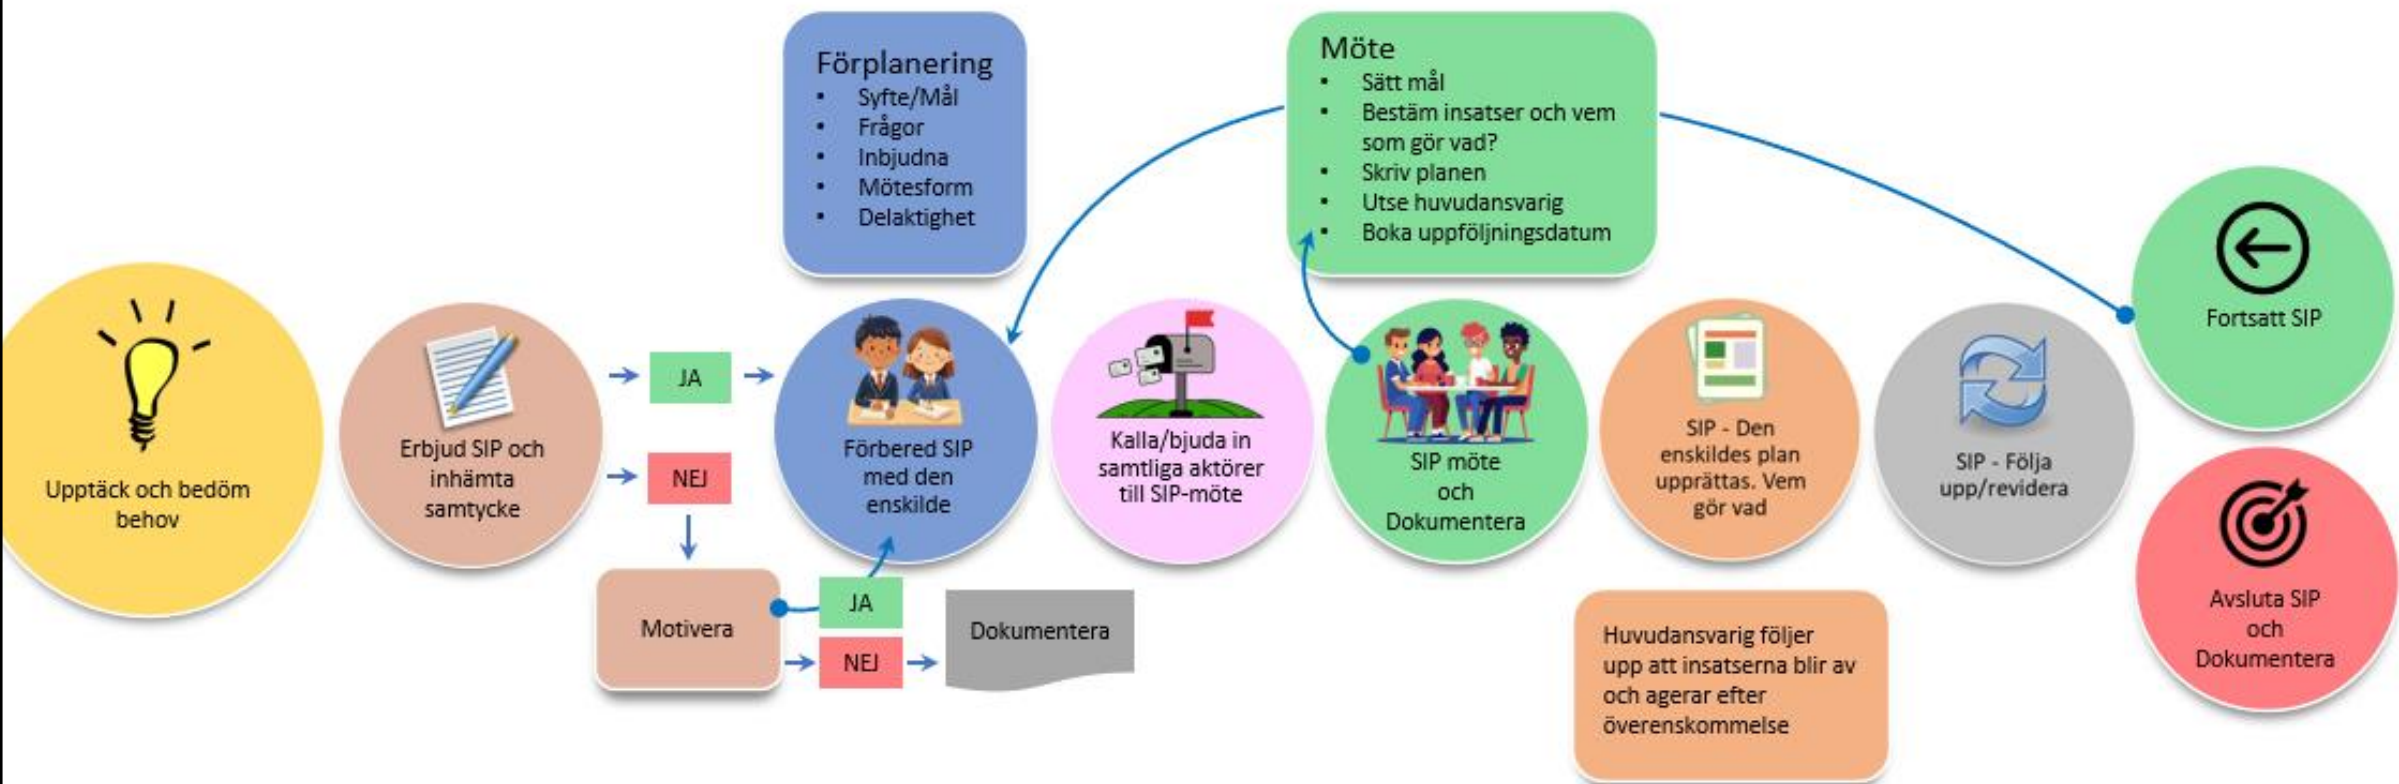 Upptäck och bedöm
behov
Erbjud SIP och
inhämta
samtycke
JA
NEJ
Motivera
JA
NEJ
Dokumentera
Förplanering
▪ Syfte/Mål
▪ Frågor
▪ Inbjudna
▪ Mötesform
▪ Delaktighet
Förbered SIP
med den
enskilde
Kalla/bjuda in
samtliga aktörer
till SIP-möte
Möte
▪ Sätt mål
▪ Bestäm insatser och vem
som gör vad?
▪ Skriv planen
▪ Utse huvudansvarig
▪ Boka uppföljningsdatum
SIP möte
och
Dokumentera
SIP - Den
enskildes plan
upprättas. Vem
gör vad
Huvudansvarig följer
upp att insatserna blir av
och agerar efter
överenskommelse
SIP - Följa
upp/revidera
Fortsatt SIP
Avsluta SIP
och
Dokumentera